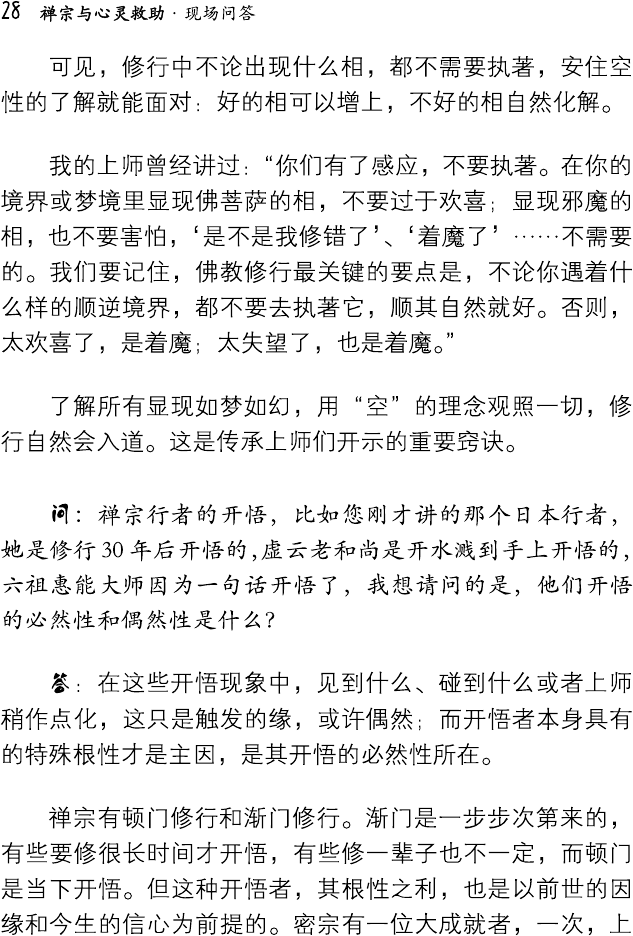 28 禅宗与心灵救助·现场问答
可见，修行中不论出现什么相，都不需要执著，安住空
性的了解就能面对：好的相可以增上，不好的相自然化解。
我的上师曾经讲过：“你们有了感应，不要执著。在你的
境界或梦境里显现佛菩萨的相，不要过于欢喜；显现邪魔的
相，也不要害怕，‘是不是我修错了’、‘着魔了’……不需要
的。我们要记住，佛教修行最关键的要点是，不论你遇着什
么样的顺逆境界，都不要去执著它，顺其自然就好。否则，
太欢喜了，是着魔；太失望了，也是着魔。”
了解所有显现如梦如幻，用“空”的理念观照一切，修
行自然会入道。这是传承上师们开示的重要窍诀。
问：禅宗行者的开悟，比如您刚才讲的那个日本行者，
她是修行30年后开悟的，虚云老和尚是开水溅到手上开悟的，
六祖惠能大师因为一句话开悟了，我想请问的是，他们开悟
的必然性和偶然性是什么？
答：在这些开悟现象中，见到什么、碰到什么或者上师
稍作点化，这只是触发的缘，或许偶然；而开悟者本身具有
的特殊根性才是主因，是其开悟的必然性所在。
禅宗有顿门修行和渐门修行。渐门是一步步次第来的，
有些要修很长时间才开悟，有些修一辈子也不一定，而顿门
是当下开悟。但这种开悟者，其根性之利，也是以前世的因
缘和今生的信心为前提的。密宗有一位大成就者，一次，上